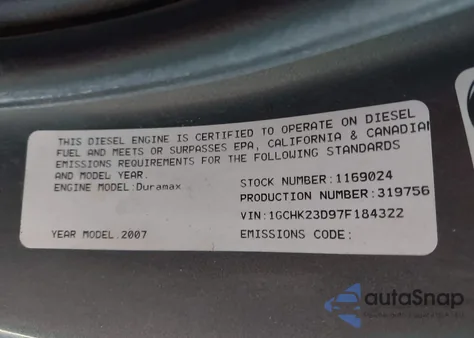 THIS DIESEL ENGINE IS CERTIFIED TO OPERATE ON DIESEL
FUEL AND MEETS OR SURPASSES EPA, CALIFORNIA & CANADIAN
EMISSIONS REQUIREMENTS FOR THE FOLLOWING STANDARDS
AND MODEL YEAR.
ENGINE MODEL:Duramax
STOCK NUMBER:1169024
PRODUCTION NUMBER:319756
VIN:1GCHK23D97F184322
YEAR MODEL.2007
EMISSIONS CODE:
autoSnap